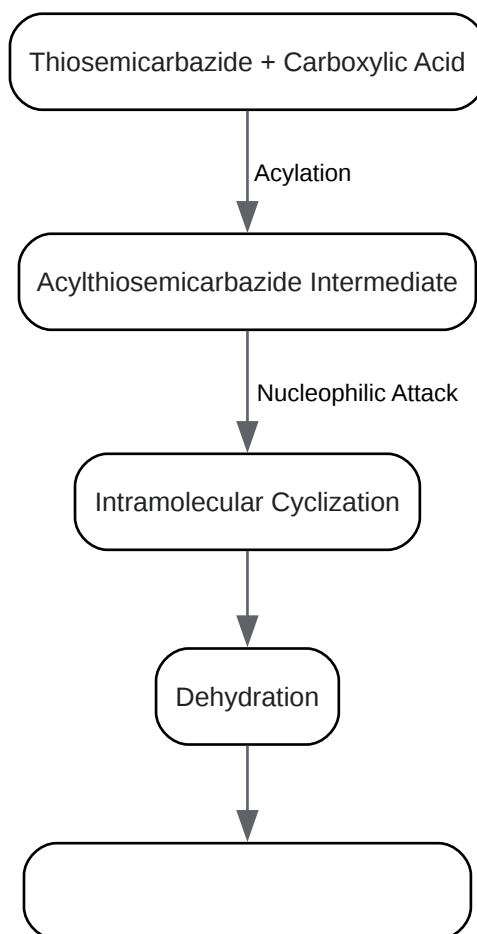 Thiosemicarbazide + Carboxylic Acid
Acylation
Acylthiosemicarbazide Intermediate
Nucleophilic Attack
Intramolecular Cyclization
Dehydration